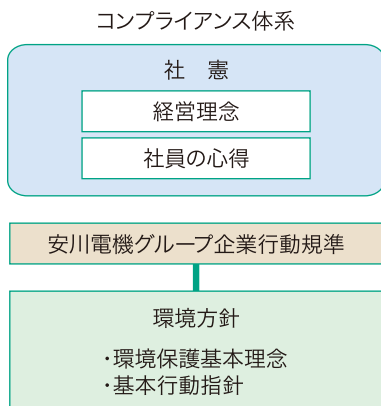 コンプライアンス体系
社　憲
経営理念
社員の心得
安川電機グループ企業行動規準
環境方針
・環境保護基本理念
・基本行動指針